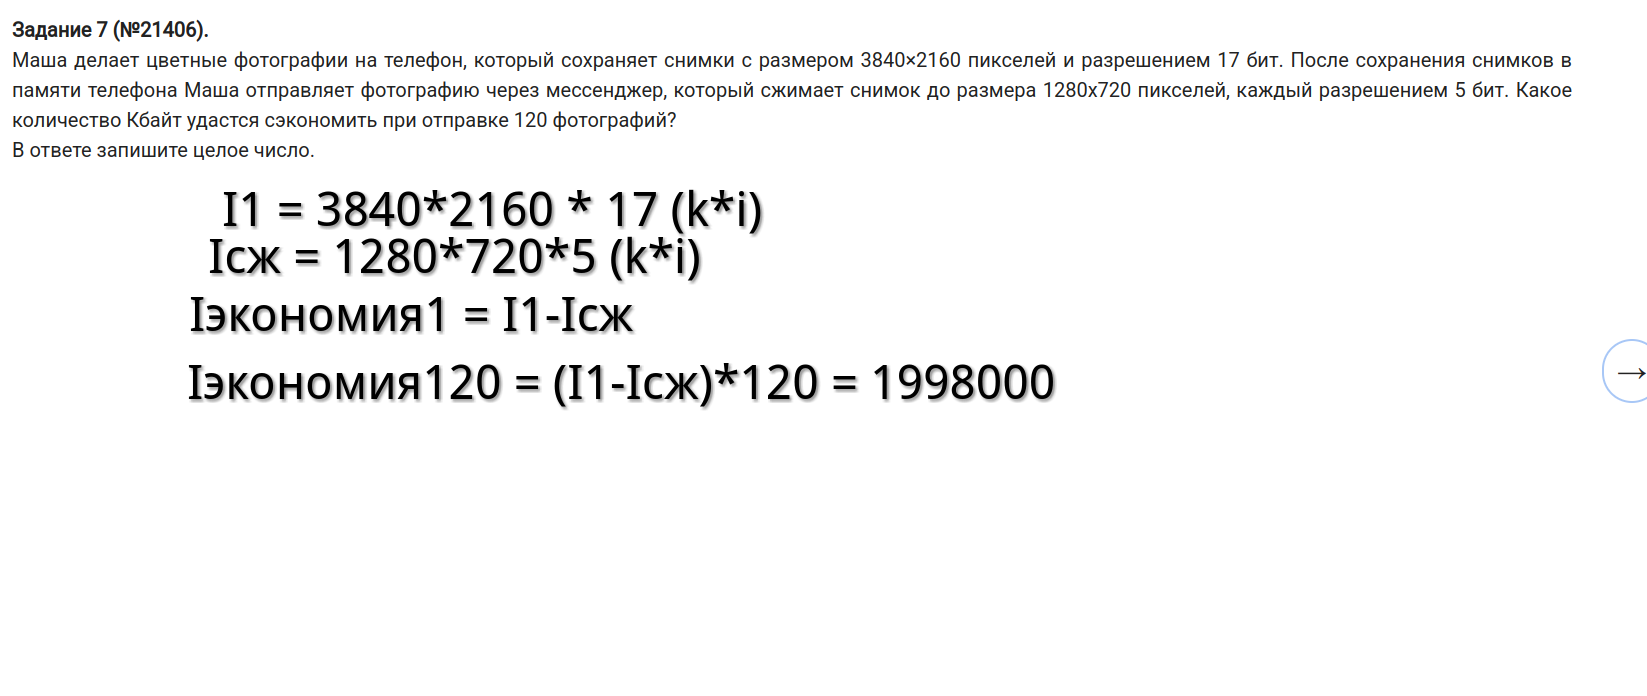 Задание 7 (№21406).
Маша делает цветные фотографии на телефон, который сохраняет снимки с размером 3840×2160 пикселей и разрешением 17 бит. После сохранения снимков в
памяти телефона Маша отправляет фотографию через мессенджер, который сжимает снимок до размера 1280x720 пикселей, каждый разрешением 5 бит. Какое
количество Кбайт удастся сэкономить при отправке 120 фотографий?
В ответе запишите целое число.
I1 = 3840*2160 * 17 (k*i)
Iсж = 1280*720*5 (k*i)
Iэкономия1 = I1-Iсж
Iэкономия120 = (I1-Iсж)*120 = 1998000
→